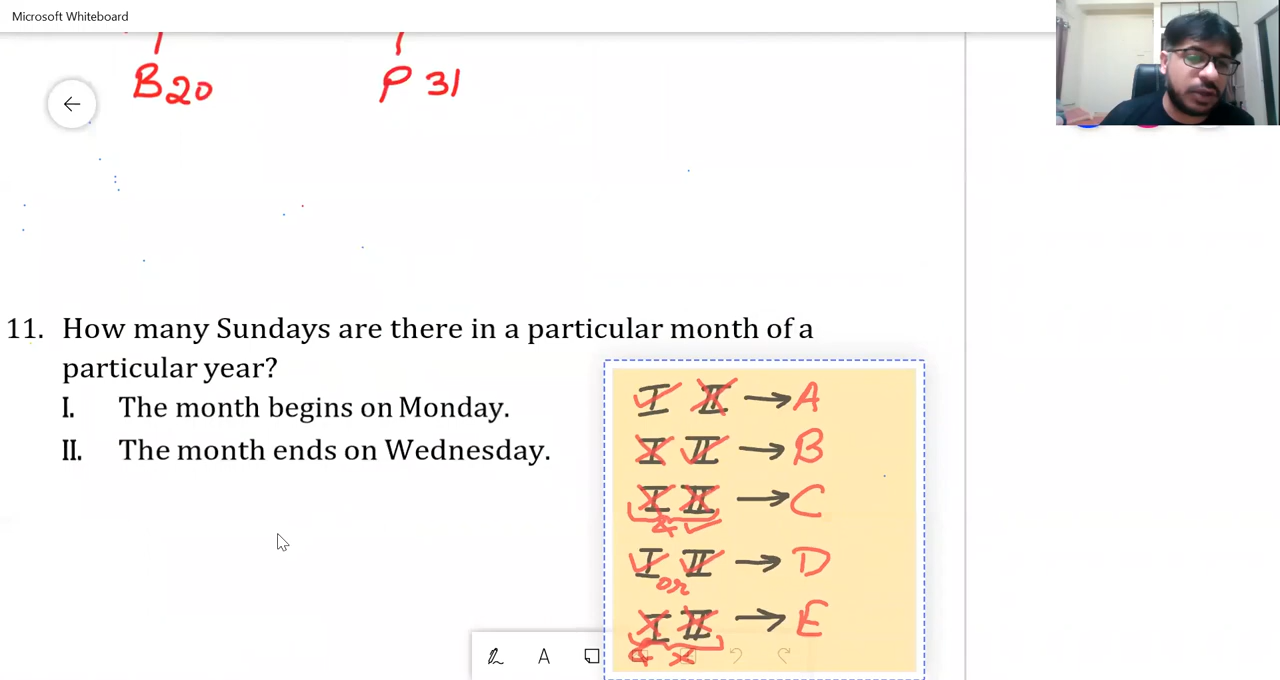 Microsoft Whiteboard
B 20
P 31
11. How many Sundays are there in a particular month of a
particular year?
I. The month begins on Monday.
II. The month ends on Wednesday.
I II → A
I II → B
I II → C
&
I II → D
or
I II → E
&
A